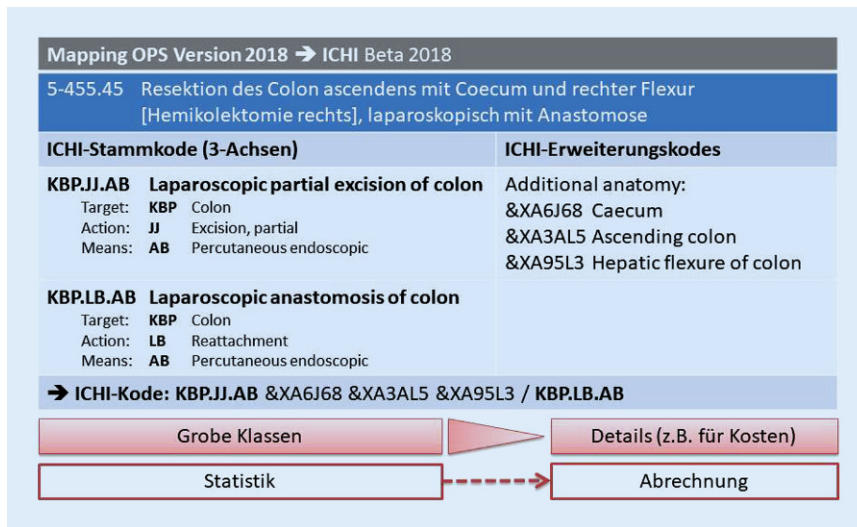 Mapping OPS Version 2018 ➔ ICHI Beta 2018
5-455.45 Resektion des Colon ascendens mit Coecum und rechter Flexur
[Hemikolektomie rechts], laparoskopisch mit Anastomose
ICHI-Stammkode (3-Achsen) ICHI-Erweiterungskodes
KBP.JJ.AB Laparoscopic partial excision of colon
Target: KBP Colon
Action: JJ Excision, partial
Means: AB Percutaneous endoscopic
Additional anatomy:
&XA6J68 Caecum
&XA3AL5 Ascending colon
&XA95L3 Hepatic flexure of colon
KBP.LB.AB Laparoscopic anastomosis of colon
Target: KBP Colon
Action: LB Reattachment
Means: AB Percutaneous endoscopic
➔ ICHI-Kode: KBP.JJ.AB &XA6J68 &XA3AL5 &XA95L3 / KBP.LB.AB
Grobe Klassen Details (z.B. für Kosten)
Statistik Abrechnung